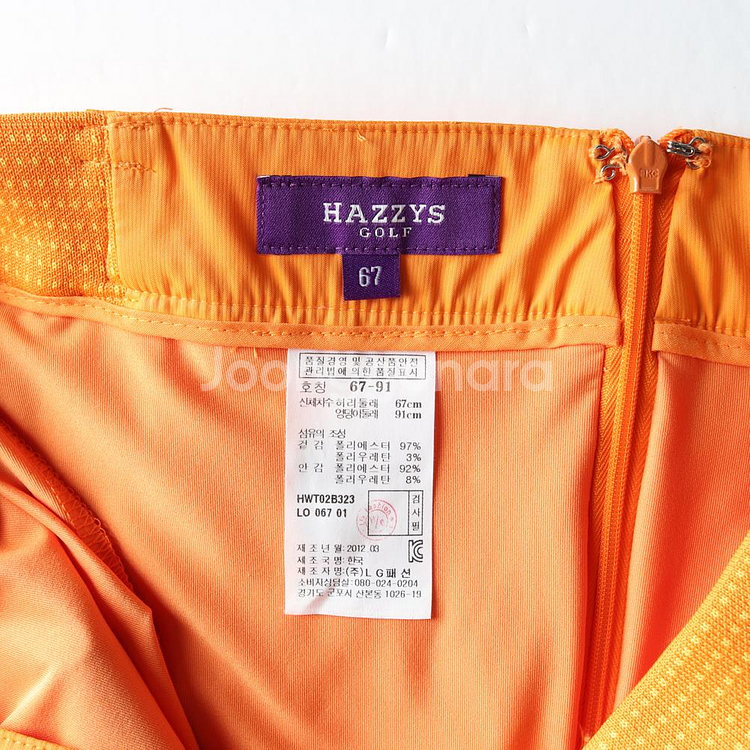 HAZZYS
GOLF
67
품질경영 및 공산품안전
관리법에 의한 품질표시
호칭 67-91
신체치수 허리둘레 67cm
엉덩이둘레 91cm
섬유의 조성
겉감 폴리에스터 97%
폴리우레탄 3%
안감 폴리에스터 92%
폴리우레탄 8%
HWT02B323
LO 067 01
검
사
필
제조년월: 2012.03
제조국명: 한국
제조자명: (주)LG패션
소비자상담실: 080-024-0204
경기도 군포시 산본동 1026-19